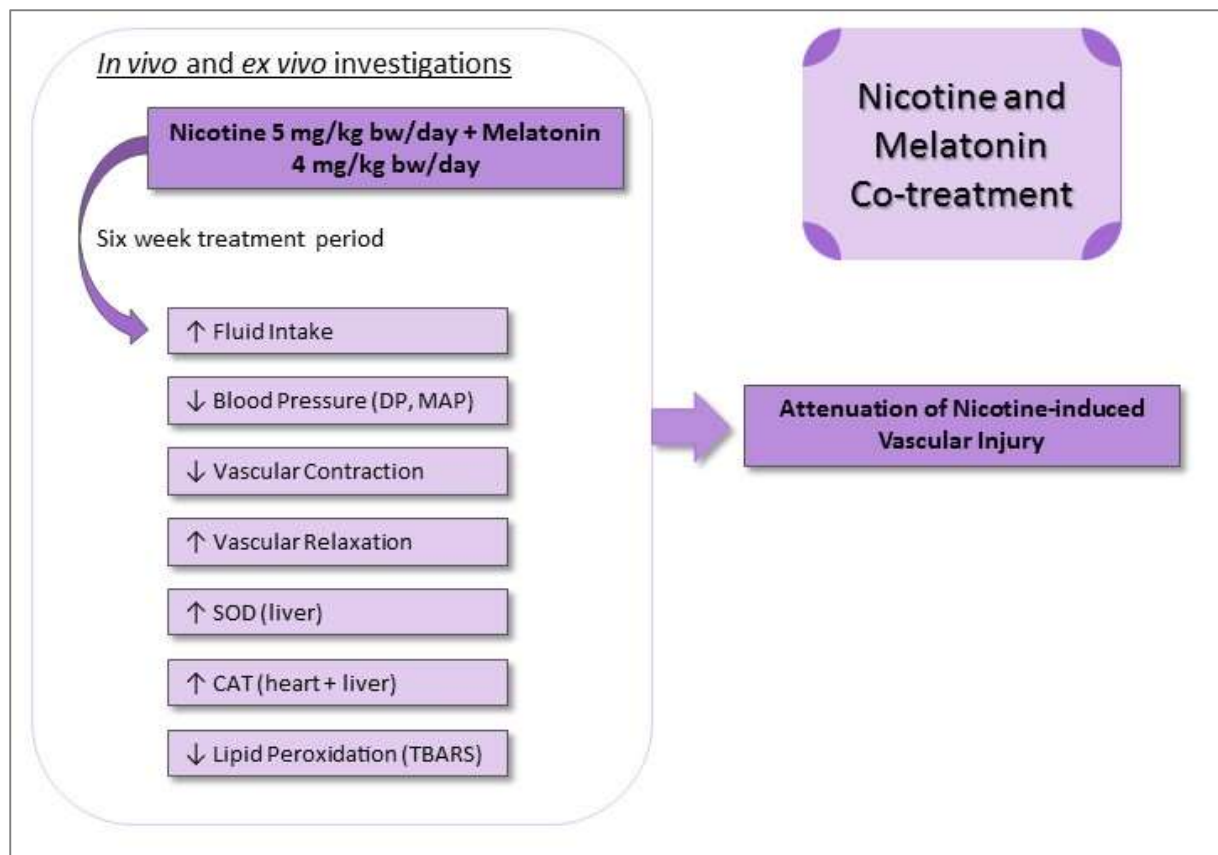 In vivo and ex vivo investigations
Nicotine 5 mg/kg bw/day + Melatonin
4 mg/kg bw/day
Six week treatment period
↑ Fluid Intake
↓ Blood Pressure (DP, MAP)
↓ Vascular Contraction
↑ Vascular Relaxation
↑ SOD (liver)
↑ CAT (heart + liver)
↓ Lipid Peroxidation (TBARS)
Nicotine and
Melatonin
Co-treatment
Attenuation of Nicotine-induced
Vascular Injury